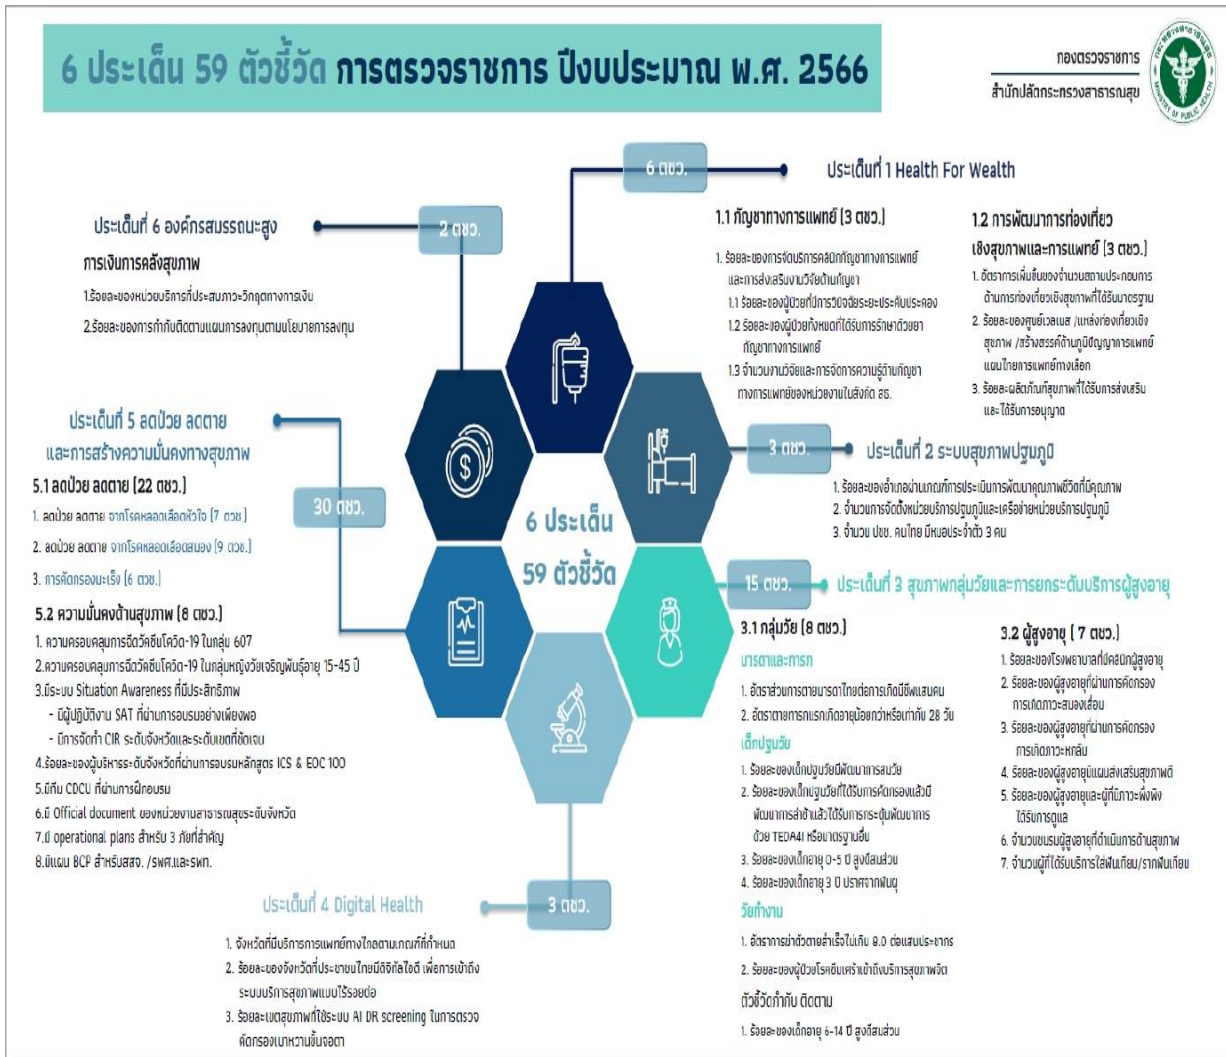 6 ประเด็น 59 ตัวชี้วัด การตรวจราชการ ปีงบประมาณ พ.ศ. 2566
กองตรวจราชการ
สำนักปลัดกระทรวงสาธารณสุข
กระทรวงสาธารณสุข
MINISTRY OF PUBLIC HEALTH
6 ตชว.
ประเด็นที่ 1 Health For Wealth
1.1 กัญชาทางการแพทย์ (3 ตชว.)
1. ร้อยละของการจัดบริการคลินิกกัญชาทางการแพทย์
และการส่งเสริมงานวิจัยด้านกัญชา
1.1 ร้อยละของผู้ป่วยที่มีการวินิจฉัยระยะประคับประคอง
1.2 ร้อยละของผู้ป่วยทั้งหมดที่ได้รับการรักษาด้วยยา
กัญชาทางการแพทย์
1.3 จำนวนงานวิจัยและการจัดการความรู้ด้านกัญชา
ทางการแพทย์ของหน่วยงานในสังกัด สธ.
1.2 การพัฒนาการท่องเที่ยว
เชิงสุขภาพและการแพทย์ (3 ตชว.)
1. อัตราการเพิ่มขึ้นของจำนวนสถานประกอบการ
ด้านการท่องเที่ยวเชิงสุขภาพที่ได้รับมาตรฐาน
2. ร้อยละของศูนย์เวลเนส /แหล่งท่องเที่ยวเชิง
สุขภาพ /สร้างสรรค์ด้านภูมิปัญญาการแพทย์
แผนไทยการแพทย์ทางเลือก
3. ร้อยละผลิตภัณฑ์สุขภาพที่ได้รับการส่งเสริม
และได้รับการอนุญาต
3 ตชว.
ประเด็นที่ 2 ระบบสุขภาพปฐมภูมิ
1. ร้อยละของอำเภอผ่านเกณฑ์การประเมินการพัฒนาคุณภาพชีวิตที่มีคุณภาพ
2. จำนวนการจัดตั้งหน่วยบริการปฐมภูมิและเครือข่ายหน่วยบริการปฐมภูมิ
3. จำนวน ปชช. คนไทย มีหมอประจำตัว 3 คน
6 ประเด็น
59 ตัวชี้วัด
15 ตชว.
ประเด็นที่ 3 สุขภาพกลุ่มวัยและการยกระดับบริการผู้สูงอายุ
3.1 กลุ่มวัย (8 ตชว.)
มารดาและทารก
1. อัตราส่วนการตายมารดาไทยต่อการเกิดมีชีพแสนคน
2. อัตราตายทารกแรกเกิดอายุน้อยกว่าหรือเท่ากับ 28 วัน
เด็กปฐมวัย
1. ร้อยละของเด็กปฐมวัยมีพัฒนาการสมวัย
2. ร้อยละของเด็กปฐมวัยที่ได้รับการคัดกรองแล้วมี
พัฒนาการล่าช้าแล้วได้รับการกระตุ้นพัฒนาการ
ด้วย TEDA4I หรือมาตรฐานอื่น
3. ร้อยละของเด็กอายุ 0-5 ปี สูงดีสมส่วน
4. ร้อยละของเด็กอายุ 3 ปี ปราศจากฟันผุ
วัยทำงาน
1. อัตราการฆ่าตัวตายสำเร็จไม่เกิน 8.0 ต่อแสนประชากร
2. ร้อยละของผู้ป่วยโรคซึมเศร้าเข้าถึงบริการสุขภาพจิต
ตัวชี้วัดกำกับ ติดตาม
1. ร้อยละของเด็กอายุ 6-14 ปี สูงดีสมส่วน
3.2 ผู้สูงอายุ ( 7 ตชว.)
1. ร้อยละของโรงพยาบาลที่มีคลินิกผู้สูงอายุ
2. ร้อยละของผู้สูงอายุที่ผ่านการคัดกรอง
การเกิดภาวะสมองเสื่อม
3. ร้อยละของผู้สูงอายุที่ผ่านการคัดกรอง
การเกิดภาวะหกล้ม
4. ร้อยละของผู้สูงอายุมีแผนส่งเสริมสุขภาพดี
5. ร้อยละของผู้สูงอายุและผู้ที่มีภาวะพึ่งพิง
ได้รับการดูแล
6. จำนวนชมรมผู้สูงอายุที่ดำเนินการด้านสุขภาพ
7. จำนวนผู้ที่ได้รับบริการใส่ฟันเทียม/รากฟันเทียม
3 ตชว.
ประเด็นที่ 4 Digital Health
1. จังหวัดที่มีบริการการแพทย์ทางไกลตามเกณฑ์ที่กำหนด
2. ร้อยละของจังหวัดที่ประชาชนไทยมีดิจิทัลไอดี เพื่อการเข้าถึง
ระบบบริการสุขภาพแบบไร้รอยต่อ
3. ร้อยละเขตสุขภาพที่ใช้ระบบ AI DR screening ในการตรวจ
คัดกรองเบาหวานขึ้นจอตา
30 ตชว.
ประเด็นที่ 5 ลดป่วย ลดตาย
และการสร้างความมั่นคงทางสุขภาพ
5.1 ลดป่วย ลดตาย (22 ตชว.)
1. ลดป่วย ลดตาย จากโรคหลอดเลือดหัวใจ (7 ตวช.)
2. ลดป่วย ลดตาย จากโรคหลอดเลือดสมอง (9 ตวช.)
3. การคัดกรองมะเร็ง (6 ตวช.)
5.2 ความมั่นคงด้านสุขภาพ (8 ตชว.)
1. ความครอบคลุมการฉีดวัคซีนโควิด-19 ในกลุ่ม 607
2.ความครอบคลุมการฉีดวัคซีนโควิด-19 ในกลุ่มหญิงวัยเจริญพันธุ์อายุ 15-45 ปี
3.มีระบบ Situation Awareness ที่มีประสิทธิภาพ
- มีผู้ปฏิบัติงาน SAT ที่ผ่านการอบรมอย่างเพียงพอ
- มีการจัดทำ CIR ระดับจังหวัดและระดับเขตที่ชัดเจน
4.ร้อยละของผู้บริหารระดับจังหวัดที่ผ่านการอบรมหลักสูตร ICS & EOC 100
5.มีทีม CDCU ที่ผ่านการฝึกอบรม
6.มี Official document ของหน่วยงานสาธารณสุขระดับจังหวัด
7.มี operational plans สำหรับ 3 ภัยที่สำคัญ
8.มีแผน BCP สำหรับสสจ. /รพศ.และรพท.
2 ตชว.
ประเด็นที่ 6 องค์กรสมรรถนะสูง
การเงินการคลังสุขภาพ
1.ร้อยละของหน่วยบริการที่ประสบภาวะวิกฤตทางการเงิน
2.ร้อยละของการกำกับติดตามแผนการลงทุนตามนโยบายการลงทุน